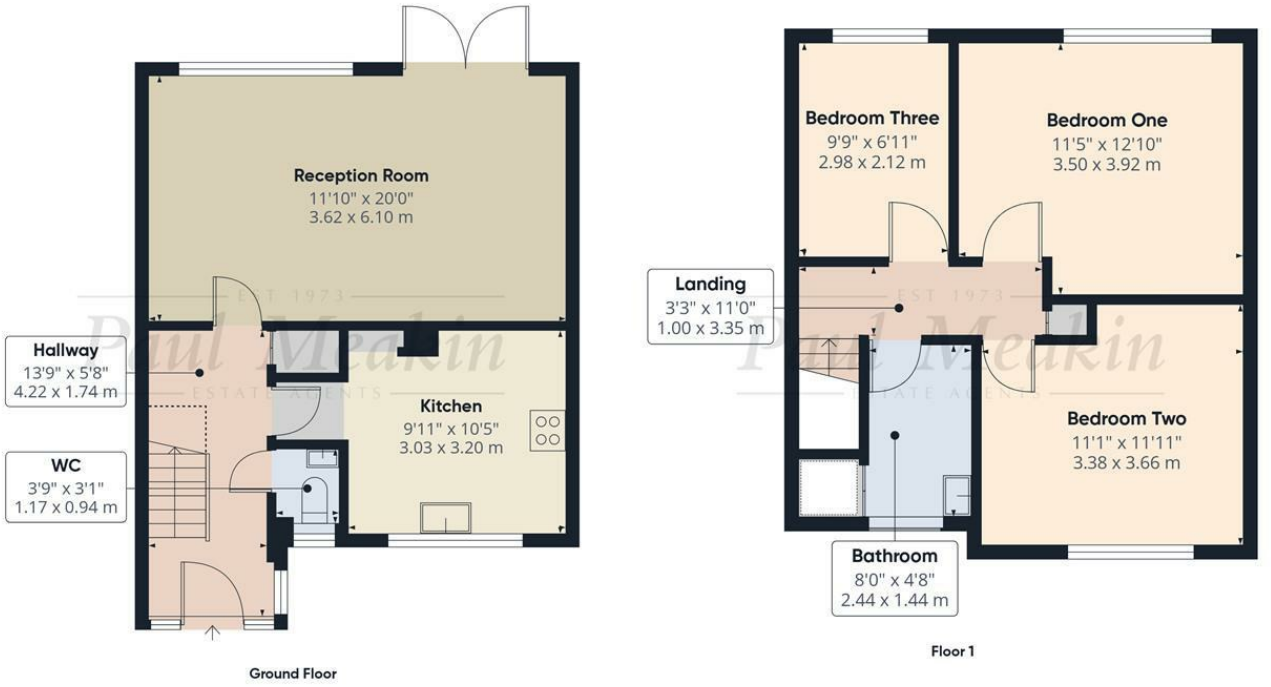 Reception Room
11'10" x 20'0"
3.62 x 6.10 m
EST 1973
Paul Meakin
ESTATE AGENTS
Hallway
13'9" x 5'8"
4.22 x 1.74 m
Kitchen
9'11" x 10'5"
3.03 x 3.20 m
WC
3'9" x 3'1"
1.17 x 0.94 m
Ground Floor
Bedroom Three
9'9" x 6'11"
2.98 x 2.12 m
Bedroom One
11'5" x 12'10"
3.50 x 3.92 m
Landing
3'3" x 11'0"
1.00 x 3.35 m
EST 1973
Paul Meakin
ESTATE AGENTS
Bedroom Two
11'1" x 11'11"
3.38 x 3.66 m
Bathroom
8'0" x 4'8"
2.44 x 1.44 m
Floor 1